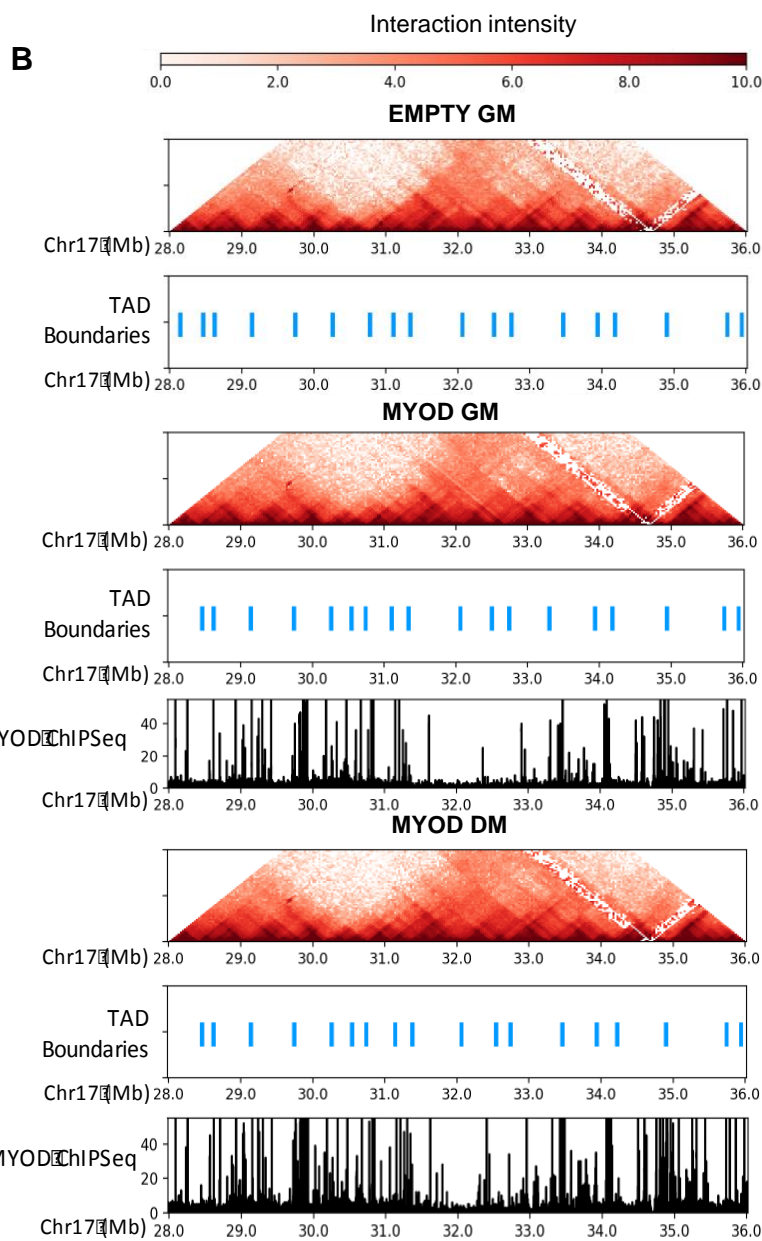 Interaction intensity
B
0.0 2.0 4.0 6.0 8.0 10.0
EMPTY GM
Chr17 (Mb) 28.0 29.0 30.0 31.0 32.0 33.0 34.0 35.0 36.0
TAD
Boundaries
Chr17 (Mb) 28.0 29.0 30.0 31.0 32.0 33.0 34.0 35.0 36.0
MYOD GM
Chr17 (Mb) 28.0 29.0 30.0 31.0 32.0 33.0 34.0 35.0 36.0
TAD
Boundaries
Chr17 (Mb) 28.0 29.0 30.0 31.0 32.0 33.0 34.0 35.0 36.0
40
YOD ChIPSeq
20
0
Chr17 (Mb) 28.0 29.0 30.0 31.0 32.0 33.0 34.0 35.0 36.0
MYOD DM
Chr17 (Mb) 28.0 29.0 30.0 31.0 32.0 33.0 34.0 35.0 36.0
TAD
Boundaries
Chr17 (Mb) 28.0 29.0 30.0 31.0 32.0 33.0 34.0 35.0 36.0
40
MYOD ChIPSeq
20
0
Chr17 (Mb) 28.0 29.0 30.0 31.0 32.0 33.0 34.0 35.0 36.0